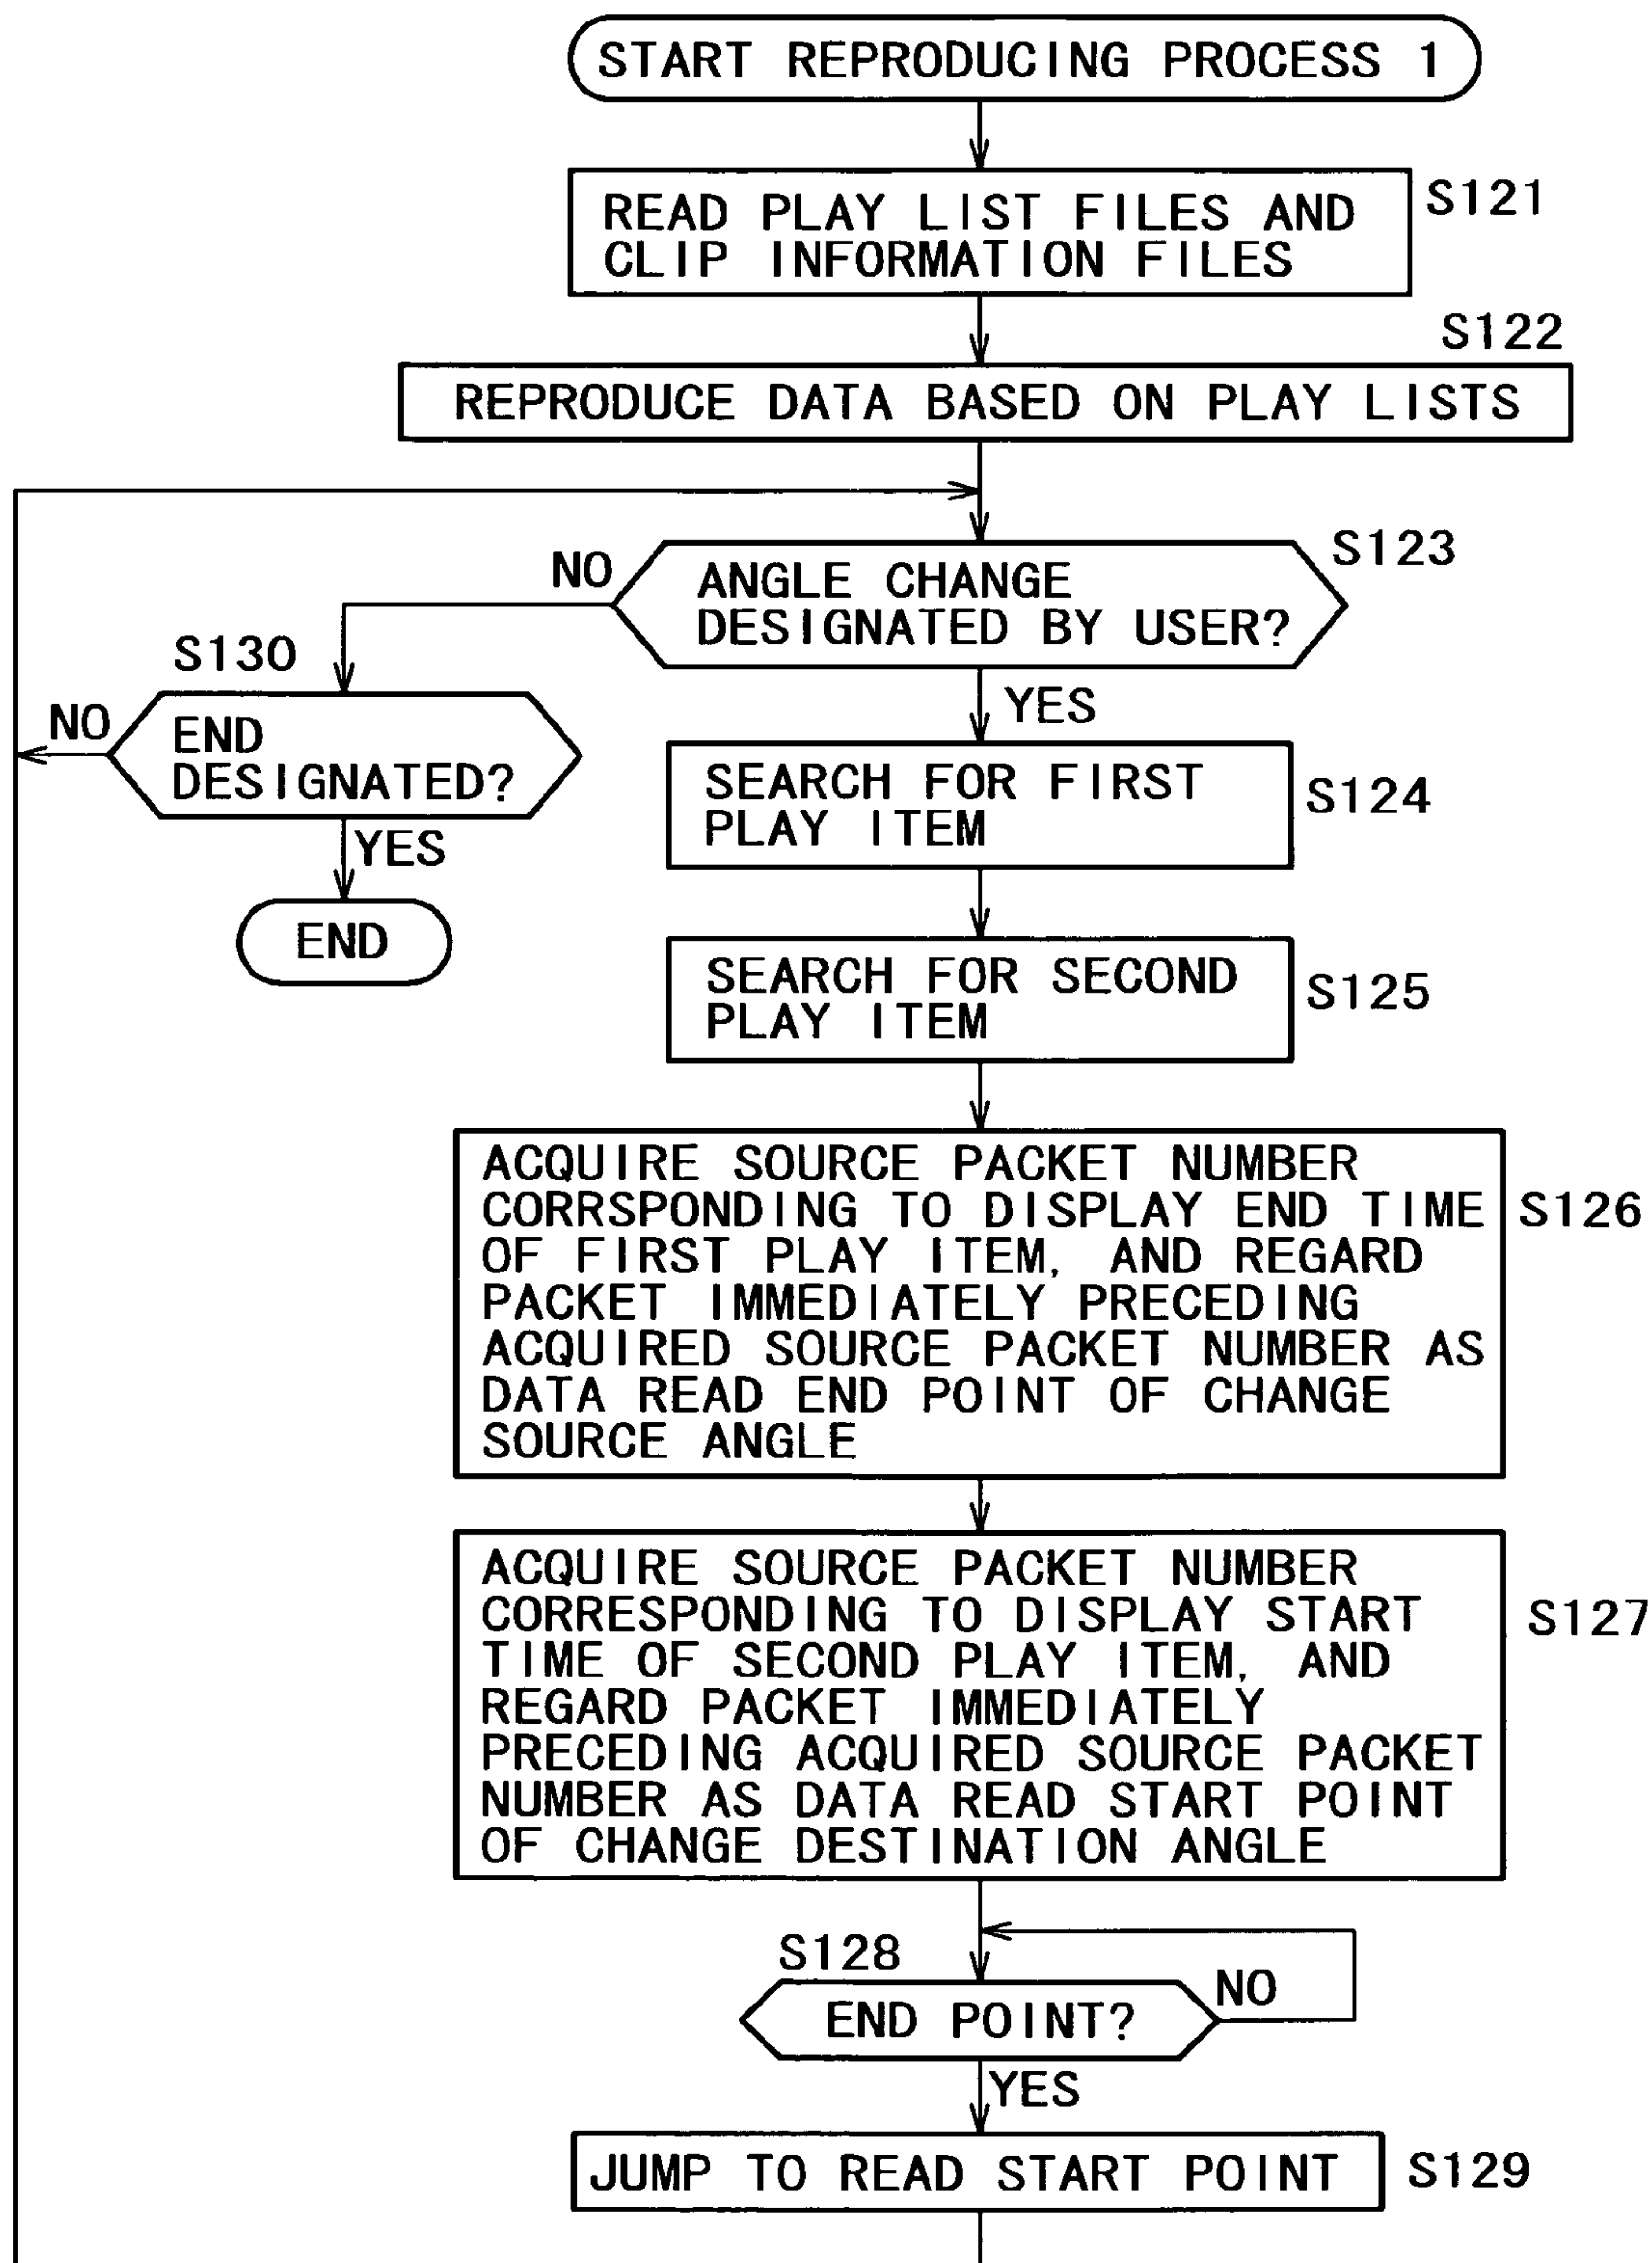 START REPRODUCING PROCESS 1
READ PLAY LIST FILES AND
CLIP INFORMATION FILES
S121
S122
REPRODUCE DATA BASED ON PLAY LISTS
S123
NO
ANGLE CHANGE
DESIGNATED BY USER?
S130
YES
NO
END
DESIGNATED?
SEARCH FOR FIRST
PLAY ITEM
S124
YES
END
SEARCH FOR SECOND
PLAY ITEM
S125
ACQUIRE SOURCE PACKET NUMBER
CORRSPONDING TO DISPLAY END TIME
OF FIRST PLAY ITEM, AND REGARD
PACKET IMMEDIATELY PRECEDING
ACQUIRED SOURCE PACKET NUMBER AS
DATA READ END POINT OF CHANGE
SOURCE ANGLE
S126
ACQUIRE SOURCE PACKET NUMBER
CORRESPONDING TO DISPLAY START
TIME OF SECOND PLAY ITEM, AND
REGARD PACKET IMMEDIATELY
PRECEDING ACQUIRED SOURCE PACKET
NUMBER AS DATA READ START POINT
OF CHANGE DESTINATION ANGLE
S127
S128
NO
END POINT?
YES
JUMP TO READ START POINT
S129